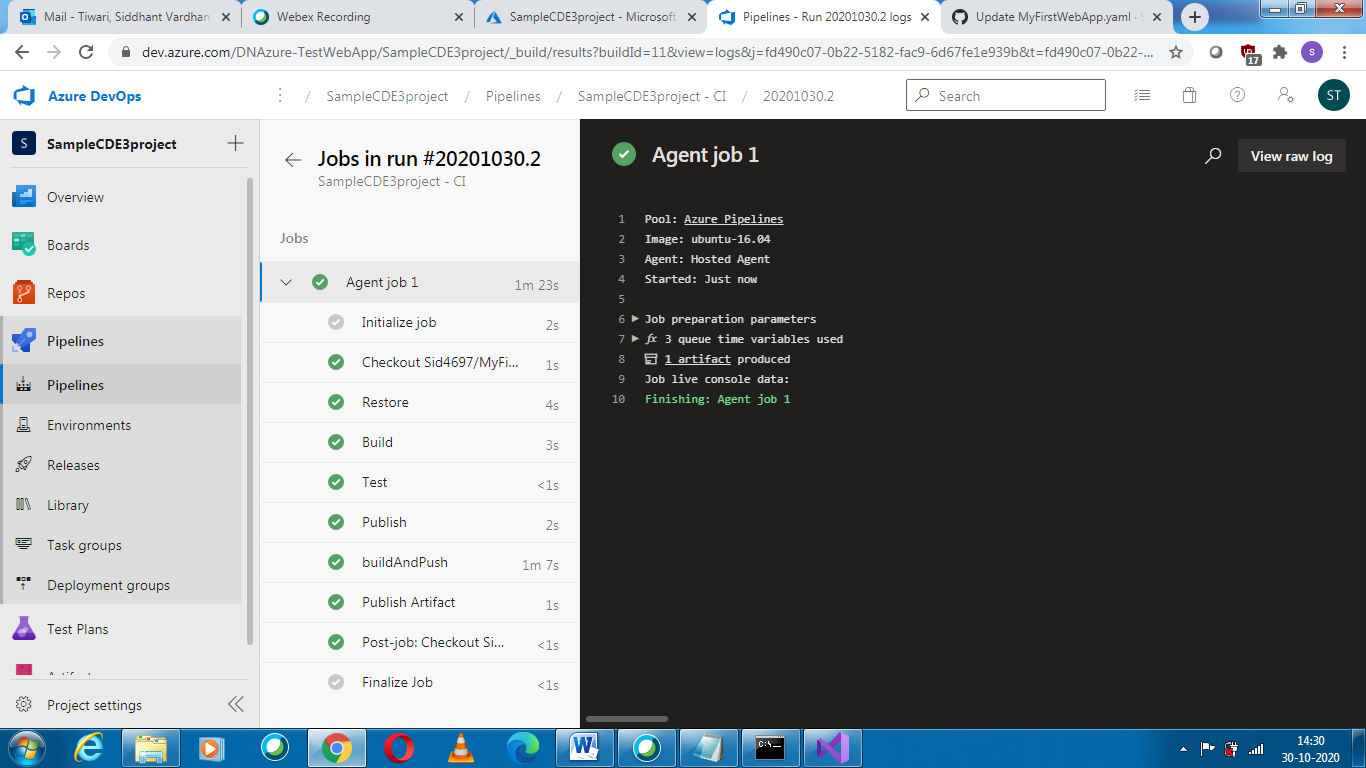 Mail - Tiwari, Siddhant Vardhan
Webex Recording
SampleCDE3project - Microsoft
Pipelines - Run 20201030.2 logs
Update MyFirstWebApp.yaml ·
dev.azure.com/DNAzure-TestWebApp/SampleCDE3project/_build/results?buildId=11&view=logs&j=fd490c07-0b22-5182-fac9-6d67fe1e939b&t=fd490c07-0b22-...
17
S
Azure DevOps
/ SampleCDE3project / Pipelines / SampleCDE3project - CI / 20201030.2
Search
ST
S SampleCDE3project
Overview
Boards
Repos
Pipelines
Pipelines
Environments
Releases
Library
Task groups
Deployment groups
Test Plans
Project settings
Jobs in run #20201030.2
SampleCDE3project - CI
Jobs
Agent job 1 1m 23s
Initialize job 2s
Checkout Sid4697/MyFi... 1s
Restore 4s
Build 3s
Test <1s
Publish 2s
buildAndPush 1m 7s
Publish Artifact 1s
Post-job: Checkout Si... <1s
Finalize Job <1s
Agent job 1
View raw log
1 Pool: Azure Pipelines
2 Image: ubuntu-16.04
3 Agent: Hosted Agent
4 Started: Just now
5
6 Job preparation parameters
7 fx 3 queue time variables used
8 1 artifact produced
9 Job live console data:
10 Finishing: Agent job 1
14:30
30-10-2020